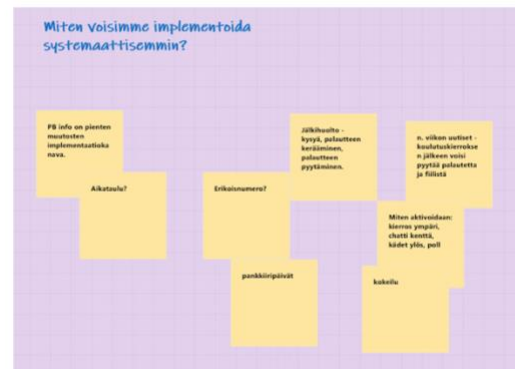 Miten voisimme implementoida
systemaattisemmin?
PB info on pienten
muutosten
implementaatioka
nava.
Aikataulu?
Erikoisnumero?
Jälkihuolto -
kysyä, palautteen
kerääminen,
palautteen
pyytäminen.
n. viikon uutiset -
koulutuskierrokse
n jälkeen voisi
pyytää palautetta
ja fiilistä
Miten aktivoidaan:
kierros ympäri,
chatti kenttä,
kädet ylös, poll
pankkiiripäivät
kokeilu